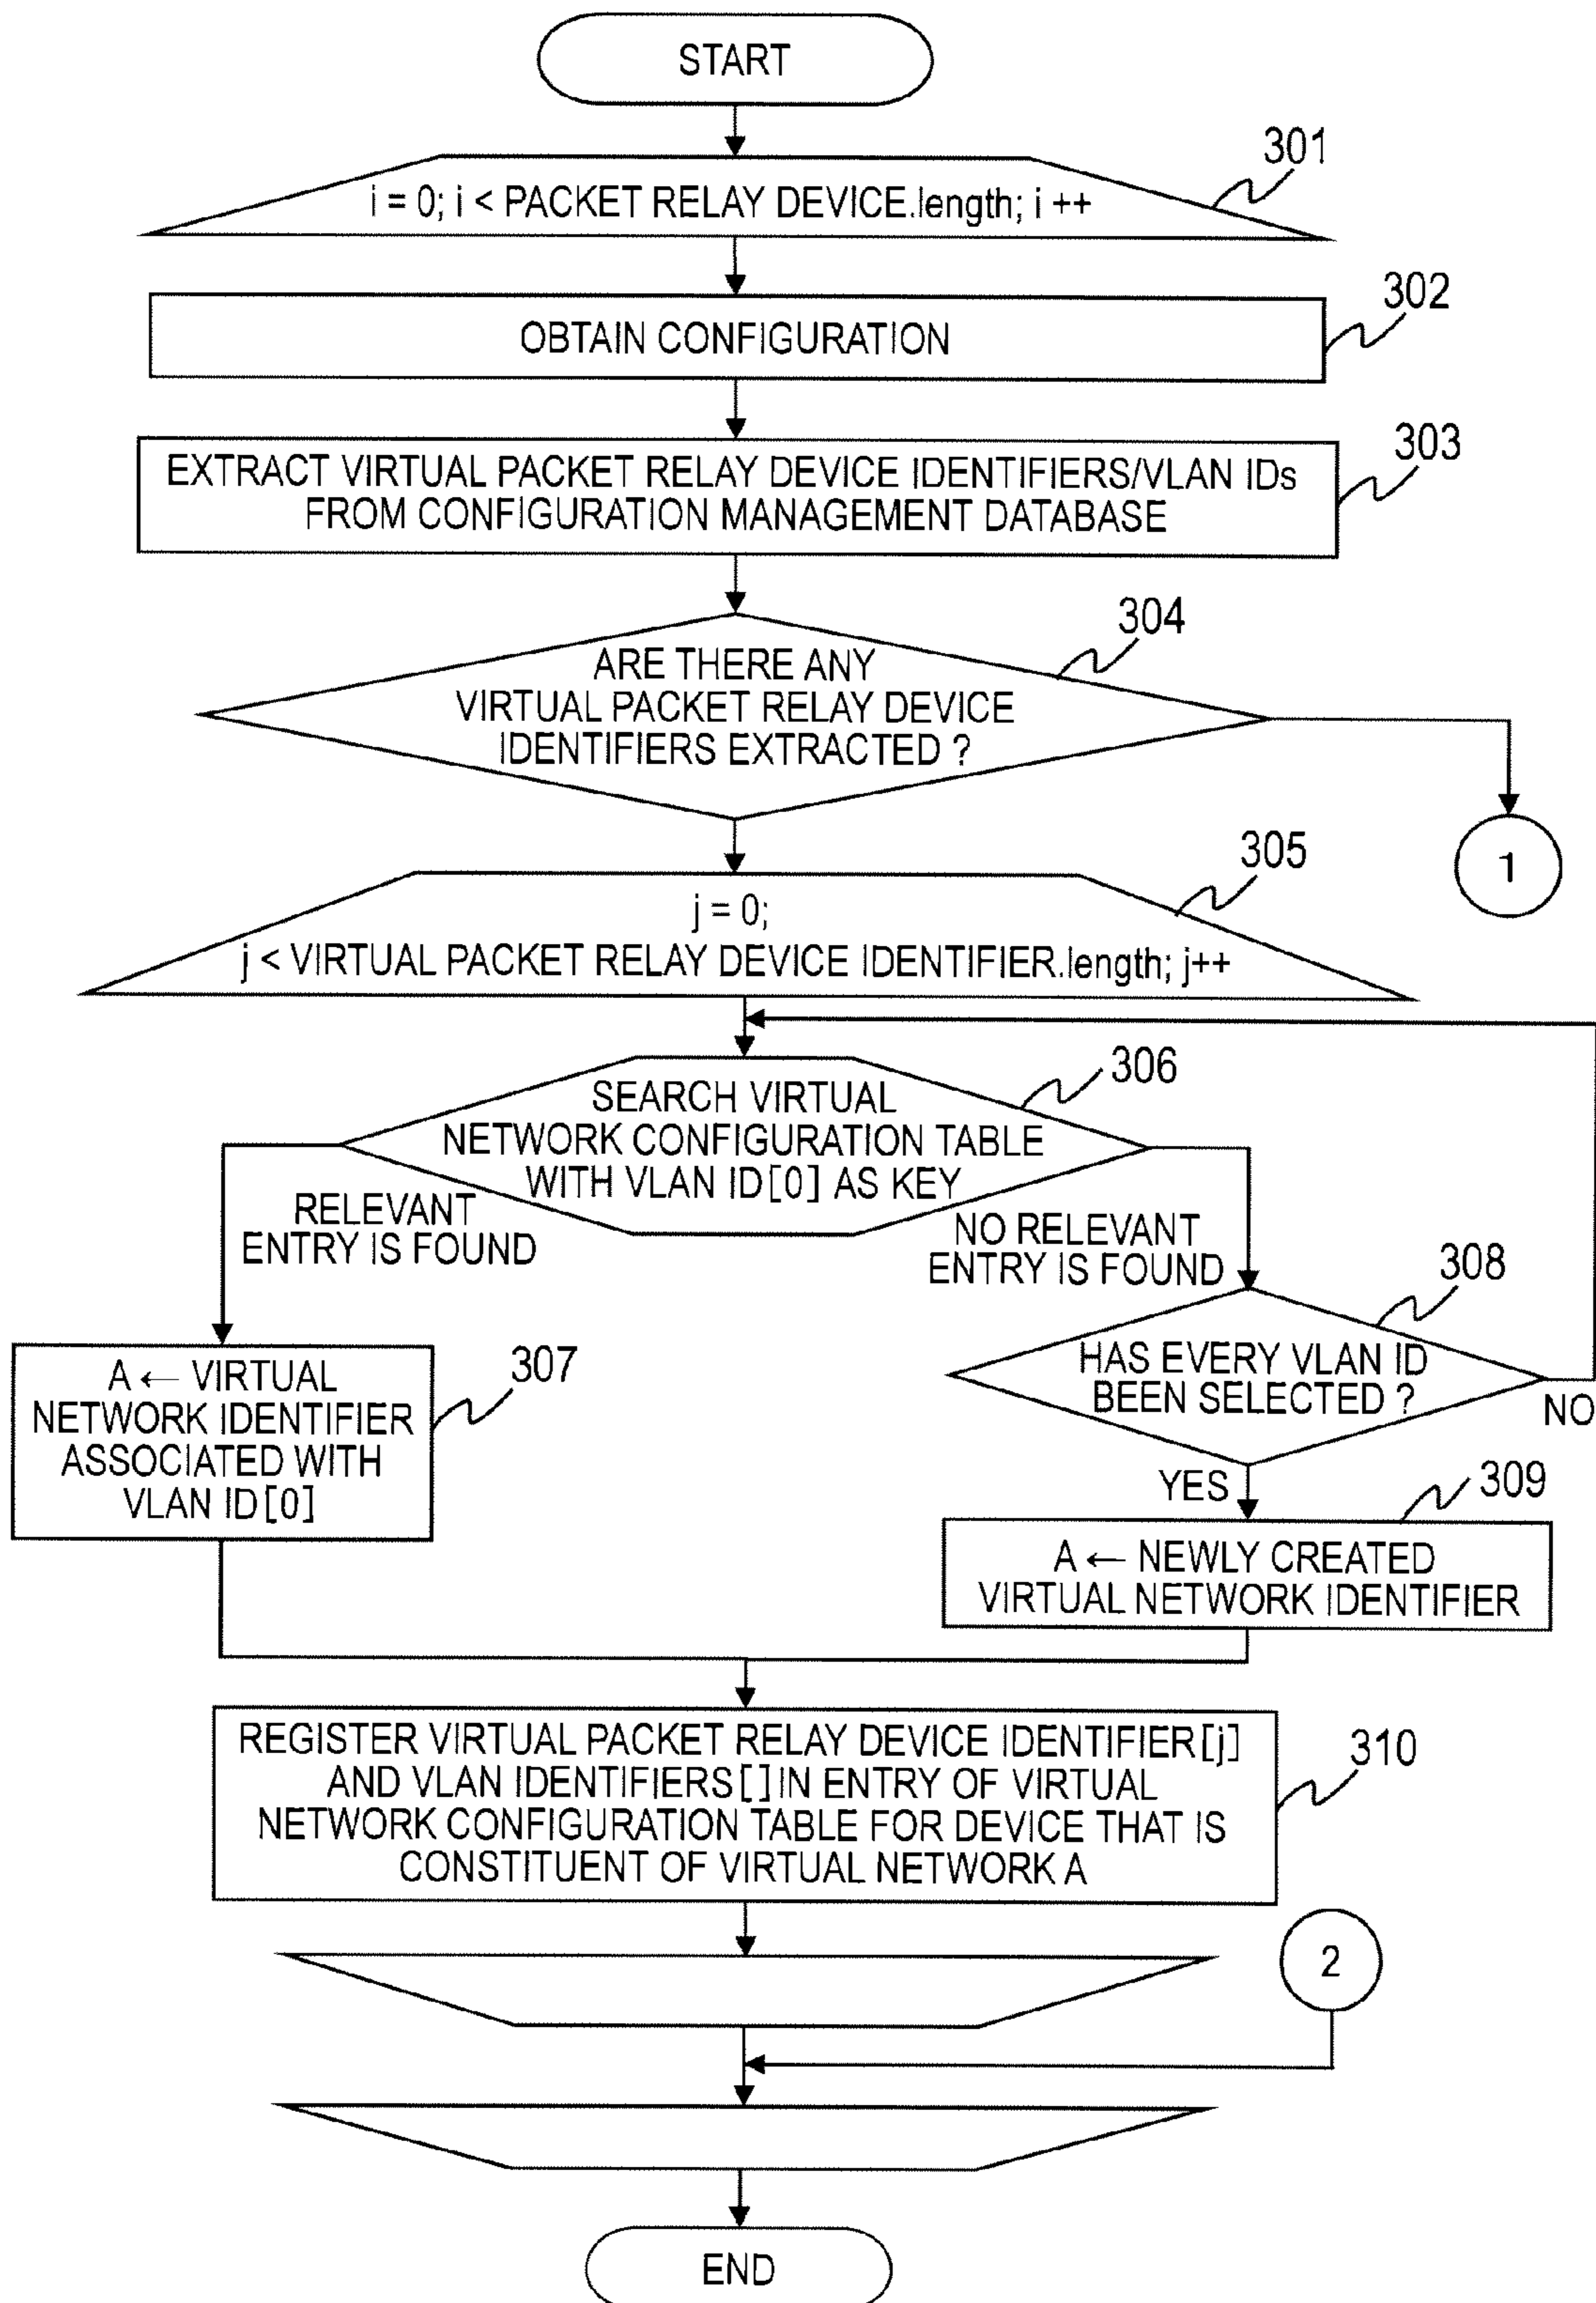 START
301
i = 0; i < PACKET RELAY DEVICE.length; i ++
302
OBTAIN CONFIGURATION
303
EXTRACT VIRTUAL PACKET RELAY DEVICE IDENTIFIERS/VLAN IDs
FROM CONFIGURATION MANAGEMENT DATABASE
304
ARE THERE ANY
VIRTUAL PACKET RELAY DEVICE
IDENTIFIERS EXTRACTED ?
1
305
j = 0;
j < VIRTUAL PACKET RELAY DEVICE IDENTIFIER.length; j++
306
SEARCH VIRTUAL
NETWORK CONFIGURATION TABLE
WITH VLAN ID[0] AS KEY
RELEVANT
ENTRY IS FOUND
NO RELEVANT
ENTRY IS FOUND
308
HAS EVERY VLAN ID
BEEN SELECTED ?
NO
YES
307
A ← VIRTUAL
NETWORK IDENTIFIER
ASSOCIATED WITH
VLAN ID[0]
309
A ← NEWLY CREATED
VIRTUAL NETWORK IDENTIFIER
310
REGISTER VIRTUAL PACKET RELAY DEVICE IDENTIFIER[j]
AND VLAN IDENTIFIERS[] IN ENTRY OF VIRTUAL
NETWORK CONFIGURATION TABLE FOR DEVICE THAT IS
CONSTITUENT OF VIRTUAL NETWORK A
2
END